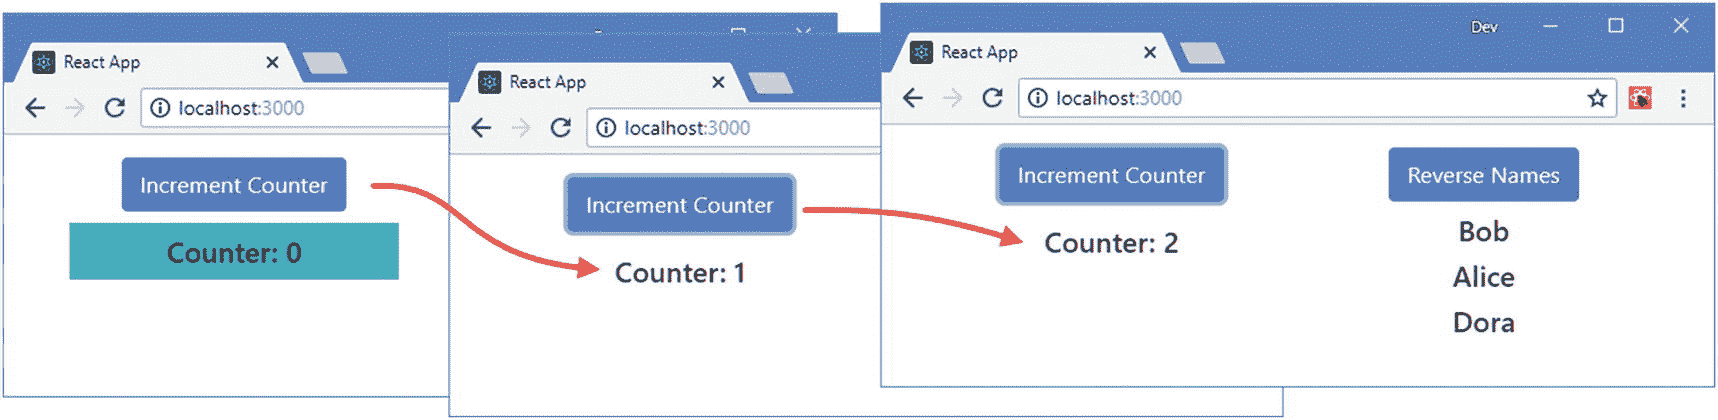 React App
localhost:3000
Increment Counter
Counter: 0
React App
localhost:3000
Increment Counter
Counter: 1
Dev
React App
localhost:3000
Increment Counter
Counter: 2
Reverse Names
Bob
Alice
Dora